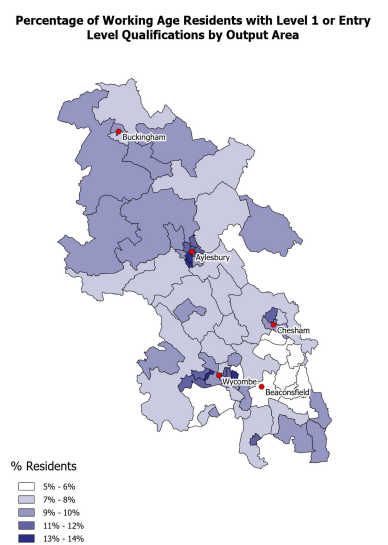 Percentage of Working Age Residents with Level 1 or Entry
Level Qualifications by Output Area
Buckingham
Aylesbury
Chesham
Wycombe
Beaconsfield
% Residents
5% - 6%
7% - 8%
9% - 10%
11% - 12%
13% - 14%